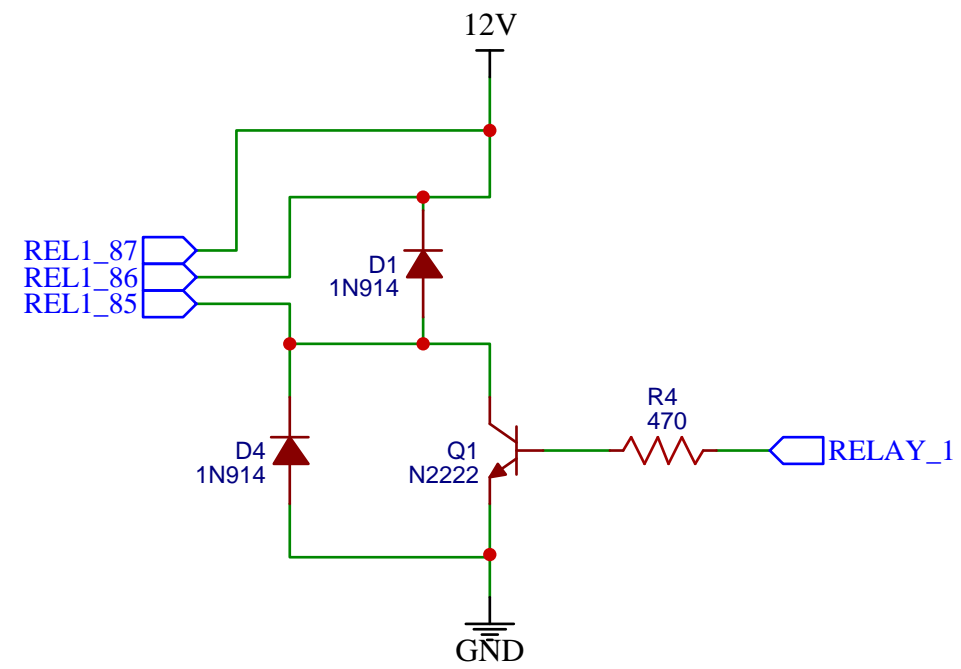 12V
REL1_87
REL1_86
REL1_85
D1
1N914
R4
470
D4
1N914
Q1
N2222
RELAY_1
GND